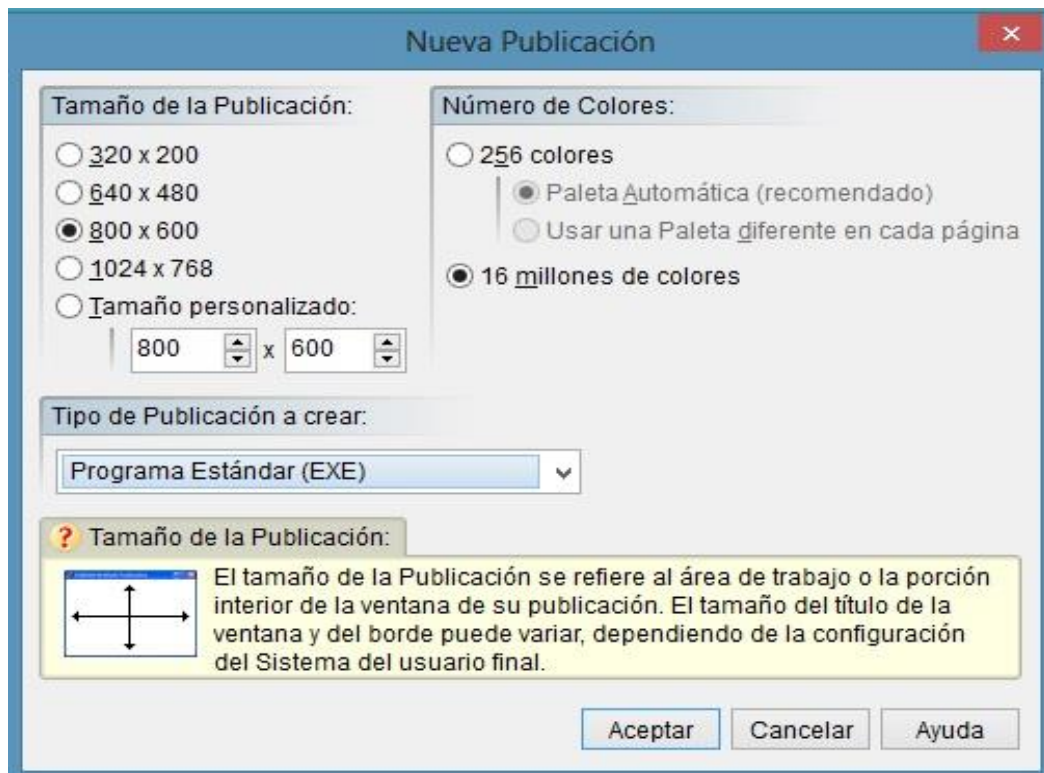 Nueva Publicación
Tamaño de la Publicación:
320 x 200
640 x 480
800 x 600
1024 x 768
Tamaño personalizado:
800 x 600
Número de Colores:
256 colores
Paleta Automática (recomendado)
Usar una Paleta diferente en cada página
16 millones de colores
Tipo de Publicación a crear:
Programa Estándar (EXE)
? Tamaño de la Publicación:
El tamaño de la Publicación se refiere al área de trabajo o la porción
interior de la ventana de su publicación. El tamaño del título de la
ventana y del borde puede variar, dependiendo de la configuración
del Sistema del usuario final.
Aceptar Cancelar Ayuda